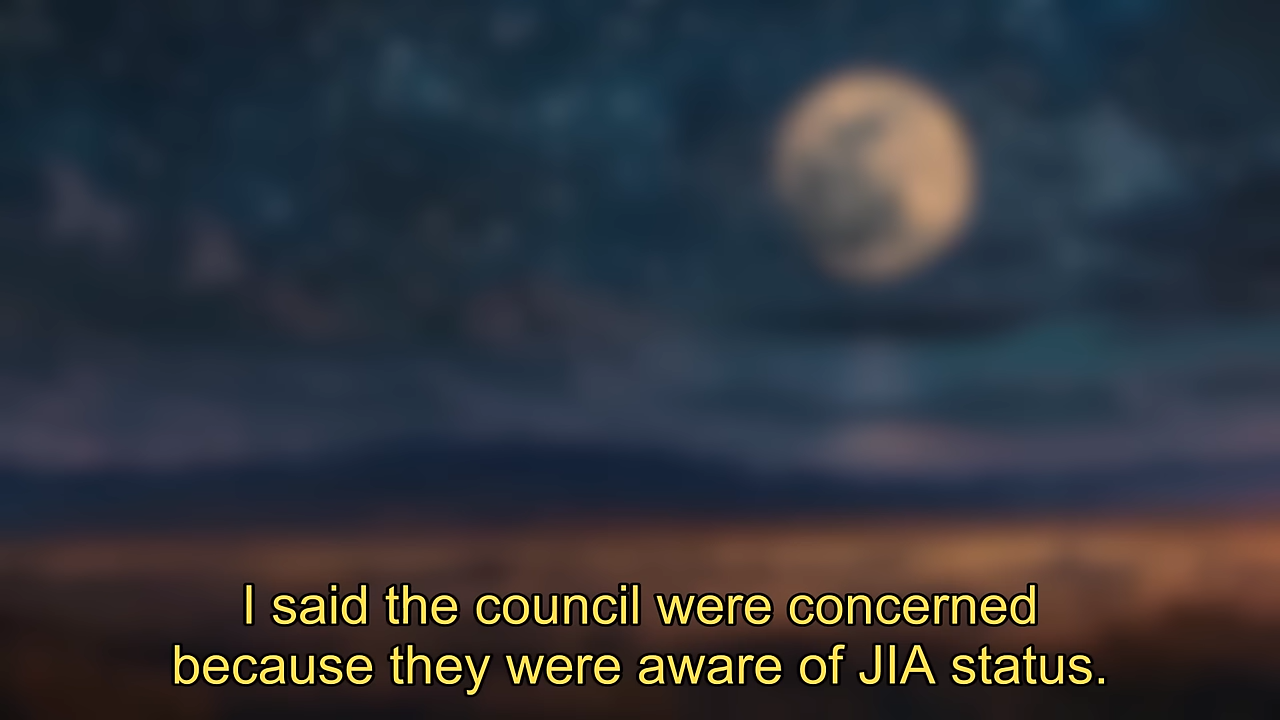 I said the council were concerned
because they were aware of JIA status.